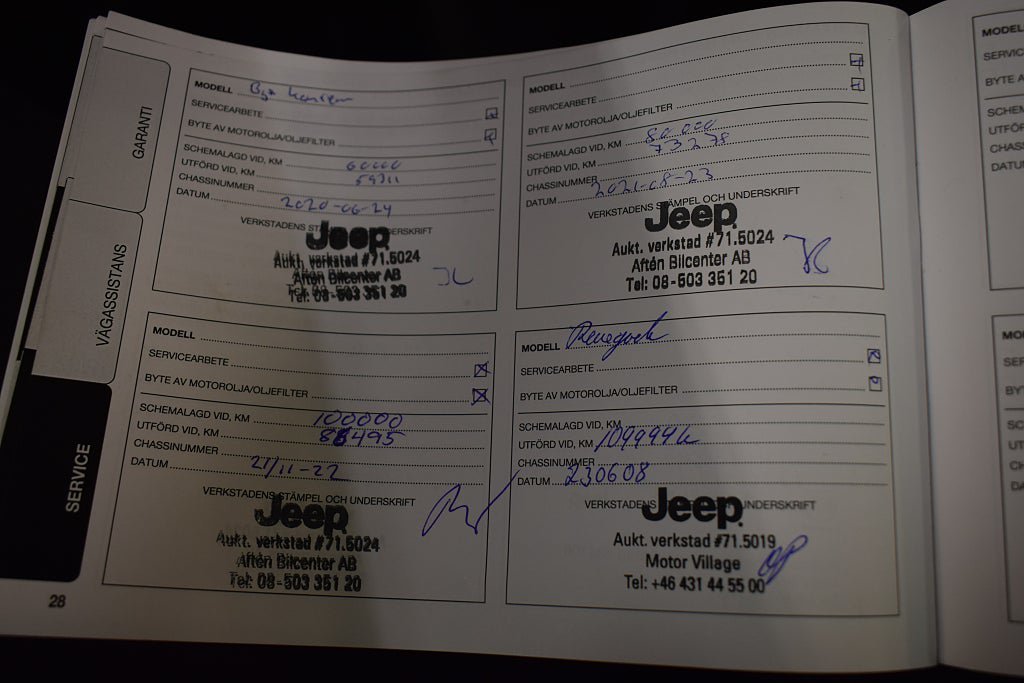 GARANTI
VÄGASSISTANS
SERVICE
MODELL
SERVICEARBETE
BYTE AV MOTOROLJA/OLJEFILTER
SCHEMALAGD VID, KM 60000
UTFÖRD VID, KM 59311
CHASSINUMMER
DATUM 2020-06-24
VERKSTADENS STÄMPEL OCH UNDERSKRIFT
Jeep
Aukt. verkstad #71.5024
Aftén Bilcenter AB
Tel: 08-503 351 20
MODELL
SERVICEARBETE
BYTE AV MOTOROLJA/OLJEFILTER
SCHEMALAGD VID, KM 80 000
UTFÖRD VID, KM 73278
CHASSINUMMER
DATUM 2021-08-23
VERKSTADENS STÄMPEL OCH UNDERSKRIFT
Jeep
Aukt. verkstad #71.5024
Aftén Bilcenter AB
Tel: 08-503 351 20
MODELL
SERVICEARBETE
BYTE AV MOTOROLJA/OLJEFILTER
SCHEMALAGD VID, KM 100000
UTFÖRD VID, KM 88495
CHASSINUMMER
DATUM 21/11-22
VERKSTADENS STÄMPEL OCH UNDERSKRIFT
Jeep
Aukt. verkstad #71.5024
Aftén Bilcenter AB
Tel: 08-503 351 20
MODELL Renegade
SERVICEARBETE
BYTE AV MOTOROLJA/OLJEFILTER
SCHEMALAGD VID, KM
UTFÖRD VID, KM 109994k
CHASSINUMMER
DATUM 230608
VERKSTADENS STÄMPEL OCH UNDERSKRIFT
Jeep
Aukt. verkstad #71.5019
Motor Village
Tel: +46 431 44 55 00
28